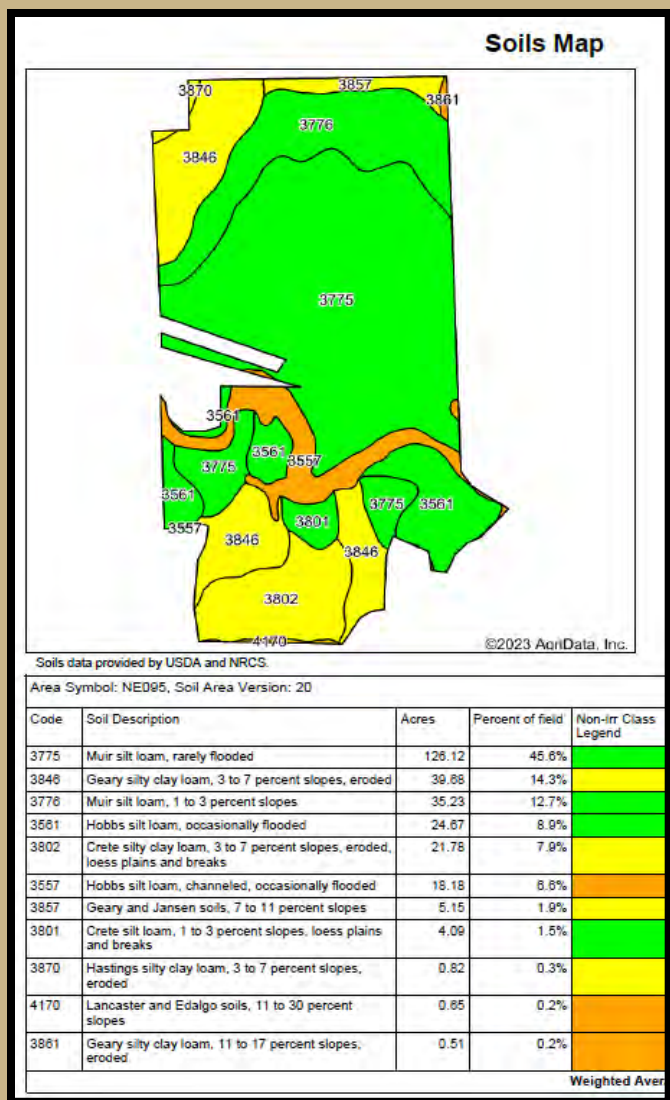 Soils Map
3870
3857
3861
3776
3846
3775
3561
3561
3775
3557
3561
3775
3561
3801
3557
3846
3846
3802
4170
©2023 AgriData, Inc.
Soils data provided by USDA and NRCS.
Area Symbol: NE095, Soil Area Version: 20
Code Soil Description Acres Percent of field Non-Irr Class Legend
3775 Muir silt loam, rarely flooded 126.12 45.6%
3846 Geary silty clay loam, 3 to 7 percent slopes, eroded 39.68 14.3%
3776 Muir silt loam, 1 to 3 percent slopes 35.23 12.7%
3561 Hobbs silt loam, occasionally flooded 24.67 8.9%
3802 Crete silty clay loam, 3 to 7 percent slopes, eroded, 21.78 7.9%
loess plains and breaks
3557 Hobbs silt loam, channeled, occasionally flooded 18.18 6.6%
3857 Geary and Jansen soils, 7 to 11 percent slopes 5.15 1.9%
3801 Crete silt loam, 1 to 3 percent slopes, loess plains 4.09 1.5%
and breaks
3870 Hastings silty clay loam, 3 to 7 percent slopes, 0.82 0.3%
eroded
4170 Lancaster and Edalgo soils, 11 to 30 percent 0.65 0.2%
slopes
3861 Geary silty clay loam, 11 to 17 percent slopes, 0.51 0.2%
eroded
Weighted Aver